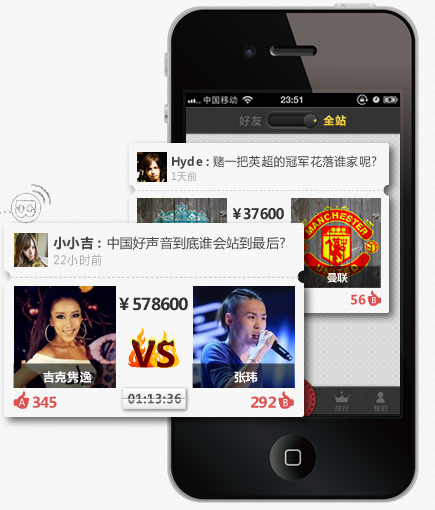 中国移动
23:51
好友
全站
Hyde : 赌一把英超的冠军花落谁家呢?
1天前
¥ 37600
MANCHESTER
UNITED
曼联
56 B
小小吉 : 中国好声音到底谁会站到最后?
22小时前
¥ 578600
VS
吉克隽逸
张玮
A 345
01:13:36
292 B
排行
我的